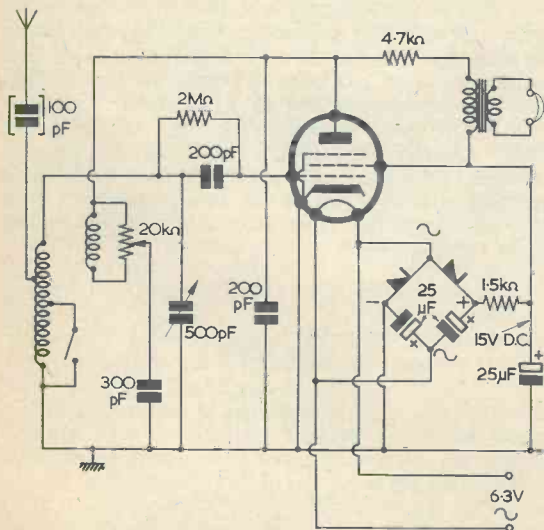 4·7kΩ
[100
pF]
2MΩ
200pF
20kΩ
500pF
200
pF
300
pF
-
25
µF
+
+
+
1·5kΩ
15V D.C.
+
25µF
6·3V